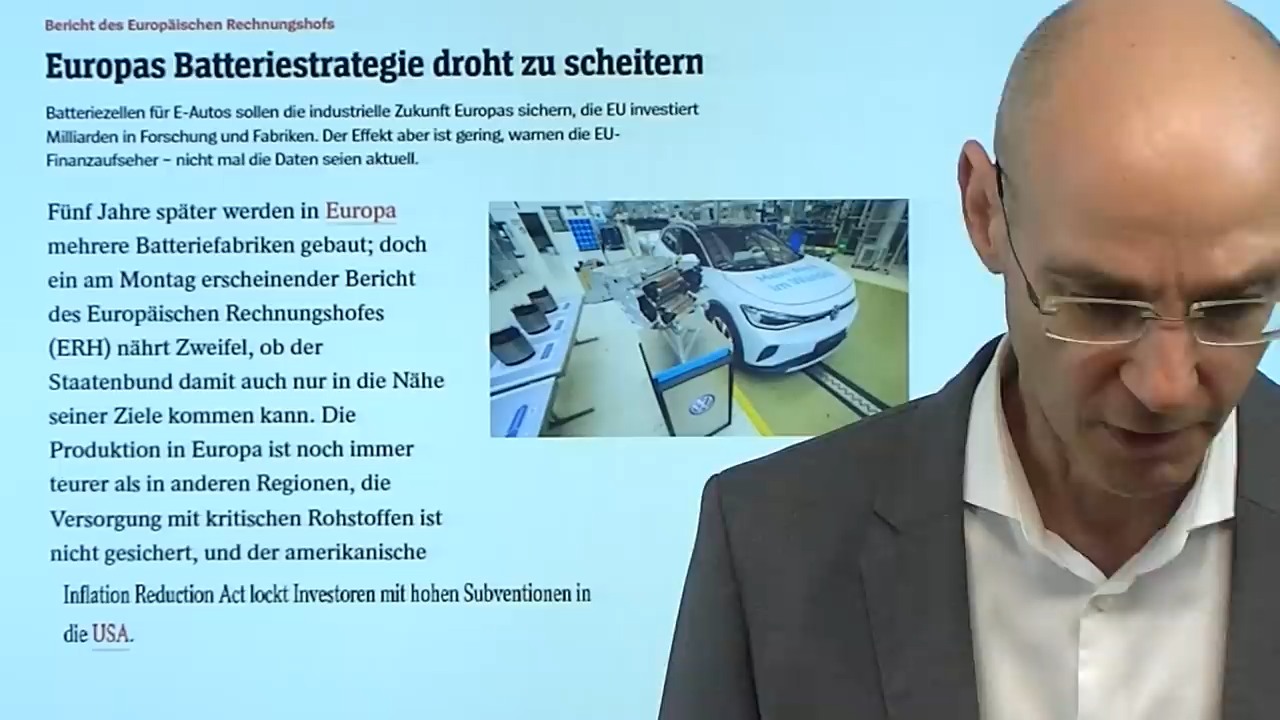 Bericht des Europäischen Rechnungshofs
Europas Batteriestrategie droht zu scheitern
Batteriezellen für E-Autos sollen die industrielle Zukunft Europas sichern, die EU investiert
Milliarden in Forschung und Fabriken. Der Effekt aber ist gering, warnen die EU-
Finanzaufseher – nicht mal die Daten seien aktuell.
Fünf Jahre später werden in Europa
mehrere Batteriefabriken gebaut; doch
ein am Montag erscheinender Bericht
des Europäischen Rechnungshofes
(ERH) nährt Zweifel, ob der
Staatenbund damit auch nur in die Nähe
seiner Ziele kommen kann. Die
Produktion in Europa ist noch immer
teurer als in anderen Regionen, die
Versorgung mit kritischen Rohstoffen ist
nicht gesichert, und der amerikanische
Inflation Reduction Act lockt Investoren mit hohen Subventionen in
die USA.